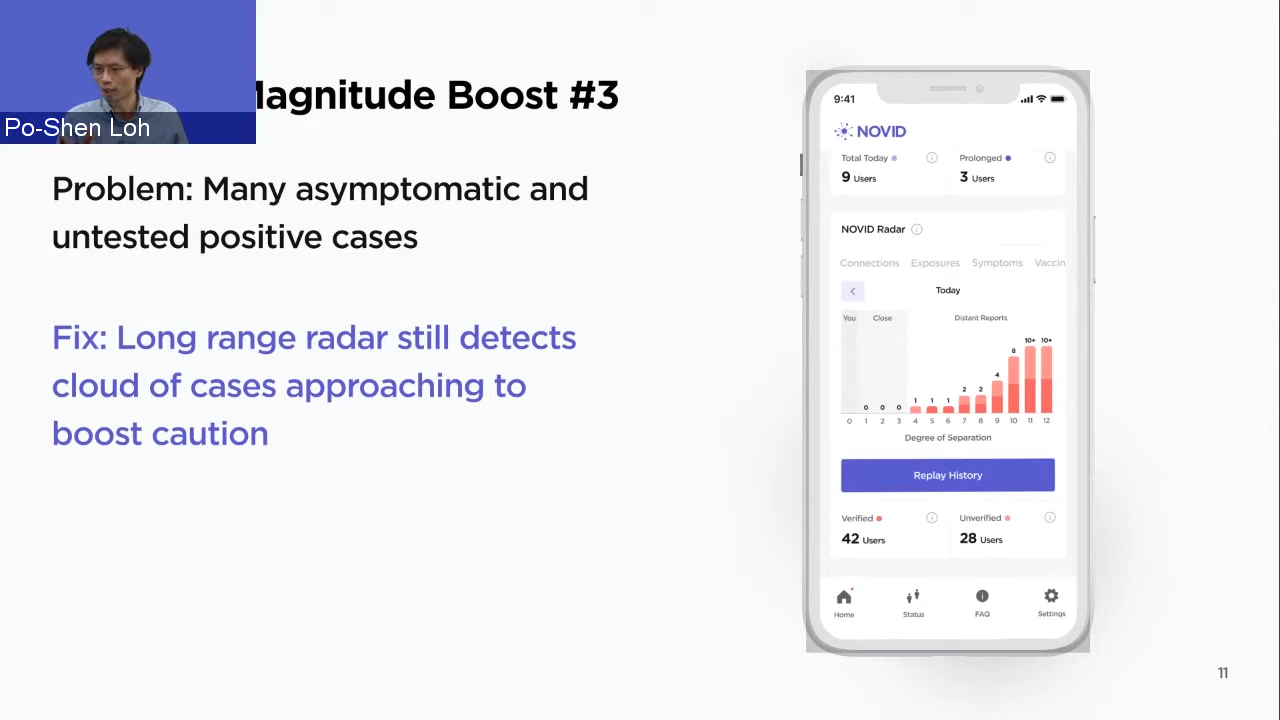 Magnitude Boost #3
Po-Shen Loh
Problem: Many asymptomatic and
untested positive cases
Fix: Long range radar still detects
cloud of cases approaching to
boost caution
9:41
NOVID
Total Today
Prolonged
9 Users
3 Users
NOVID Radar
Connections Exposures Symptoms Vaccin
Today
You Close Distant Reports
0 0 0 1 1 1 2 2 4 8 10+ 10+
0 1 2 3 4 5 6 7 8 9 10 11 12
Degree of Separation
Replay History
Verified
Unverified
42 Users
28 Users
Home Status FAQ Settings
11